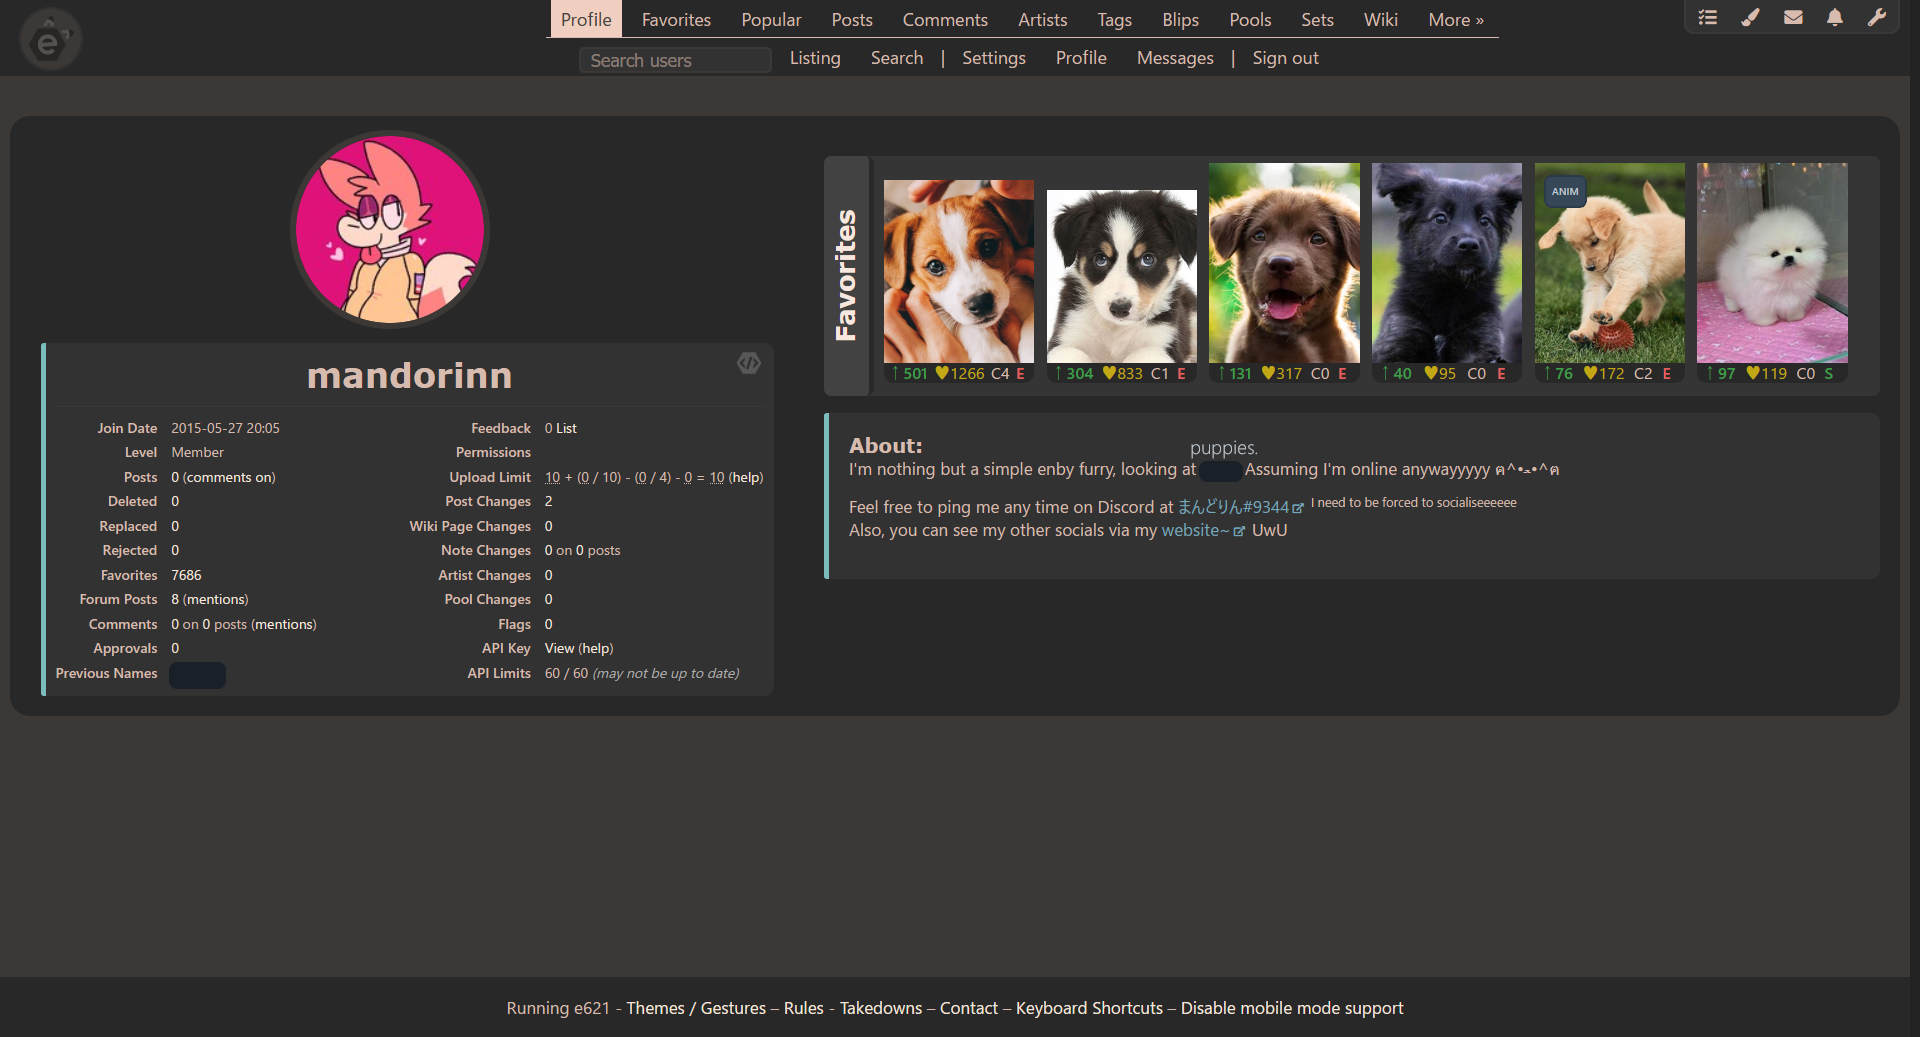 e
Profile Favorites Popular Posts Comments Artists Tags Blips Pools Sets Wiki More »
Search users Listing Search | Settings Profile Messages | Sign out
Favorites
ANIM
↑501 ♥1266 C4 E
↑304 ♥833 C1 E
↑131 ♥317 C0 E
↑40 ♥95 C0 E
↑76 ♥172 C2 E
↑97 ♥119 C0 S
mandorinn
Join Date 2015-05-27 20:05
Level Member
Posts 0 (comments on)
Deleted 0
Replaced 0
Rejected 0
Favorites 7686
Forum Posts 8 (mentions)
Comments 0 on 0 posts (mentions)
Approvals 0
Previous Names
Feedback 0 List
Permissions
Upload Limit 10 + (0 / 10) - (0 / 4) - 0 = 10 (help)
Post Changes 2
Wiki Page Changes 0
Note Changes 0 on 0 posts
Artist Changes 0
Pool Changes 0
Flags 0
API Key View (help)
API Limits 60 / 60 (may not be up to date)
About:
puppies.
I'm nothing but a simple enby furry, looking at Assuming I'm online anywayyyyy ฅ^•ﻌ•^ฅ
Feel free to ping me any time on Discord at まんどりん#9344 I need to be forced to socialiseeeeee
Also, you can see my other socials via my website~ UwU
Running e621 - Themes / Gestures – Rules - Takedowns – Contact – Keyboard Shortcuts – Disable mobile mode support